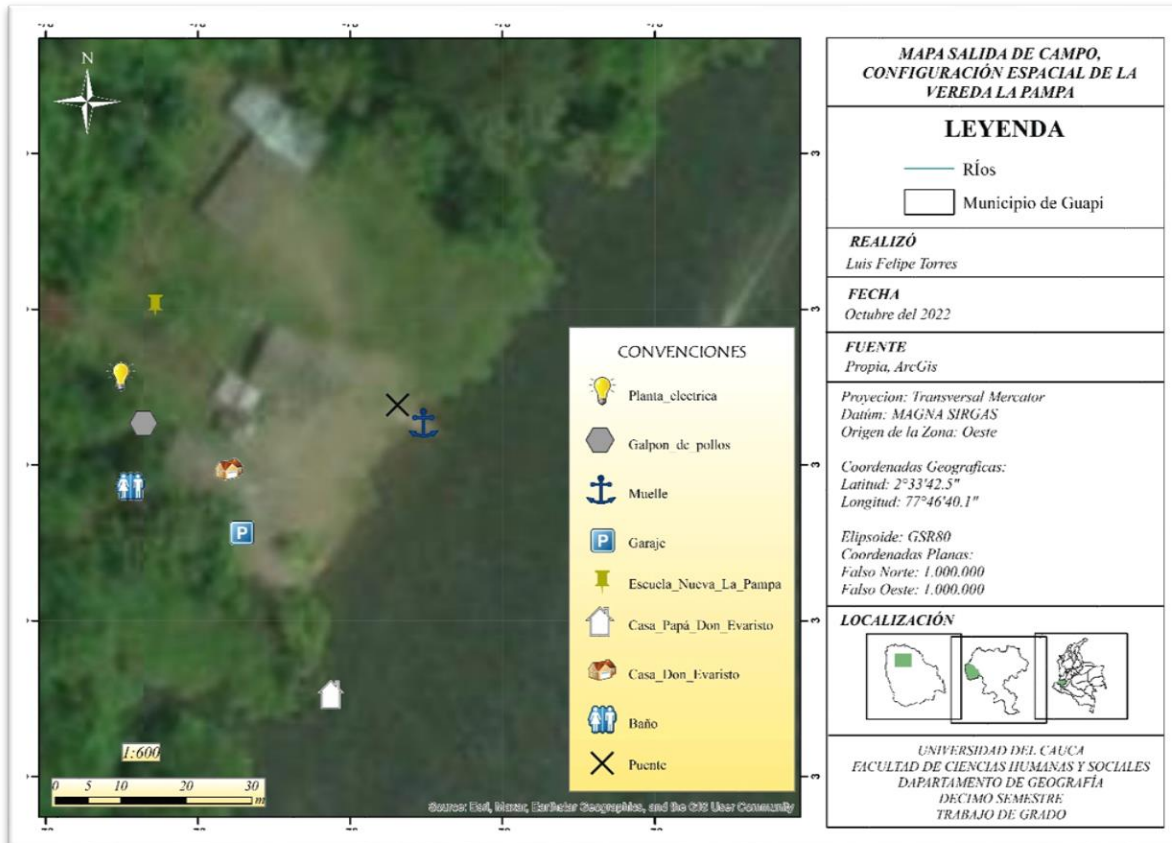 N
3
3
3
3
3
1:600
0 5 10 20 30
m
Source: Esri, Maxar, Earthstar Geographics, and the GIS User Community
CONVENCIONES
Planta_electrica
Galpon_de_pollos
Muelle
P
Garaje
Escuela_Nueva_La_Pampa
Casa_Papá_Don_Evaristo
Casa_Don_Evaristo
Baño
Puente
MAPA SALIDA DE CAMPO,
CONFIGURACIÓN ESPACIAL DE LA
VEREDA LA PAMPA
LEYENDA
RÍos
Municipio de Guapi
REALIZÓ
Luis Felipe Torres
FECHA
Octubre del 2022
FUENTE
Propia, ArcGis
Proyecion: Transversal Mercator
Datúm: MAGNA SIRGAS
Origen de la Zona: Oeste
Coordenadas Geograficas:
Latitud: 2°33'42.5"
Longitud: 77°46'40.1"
Elipsoide: GSR80
Coordenadas Planas:
Falso Norte: 1.000.000
Falso Oeste: 1.000.000
LOCALIZACIÓN
UNIVERSIDAD DEL CAUCA
FACULTAD DE CIENCIAS HUMANAS Y SOCIALES
DAPARTAMENTO DE GEOGRAFÍA
DECIMO SEMESTRE
TRABAJO DE GRADO